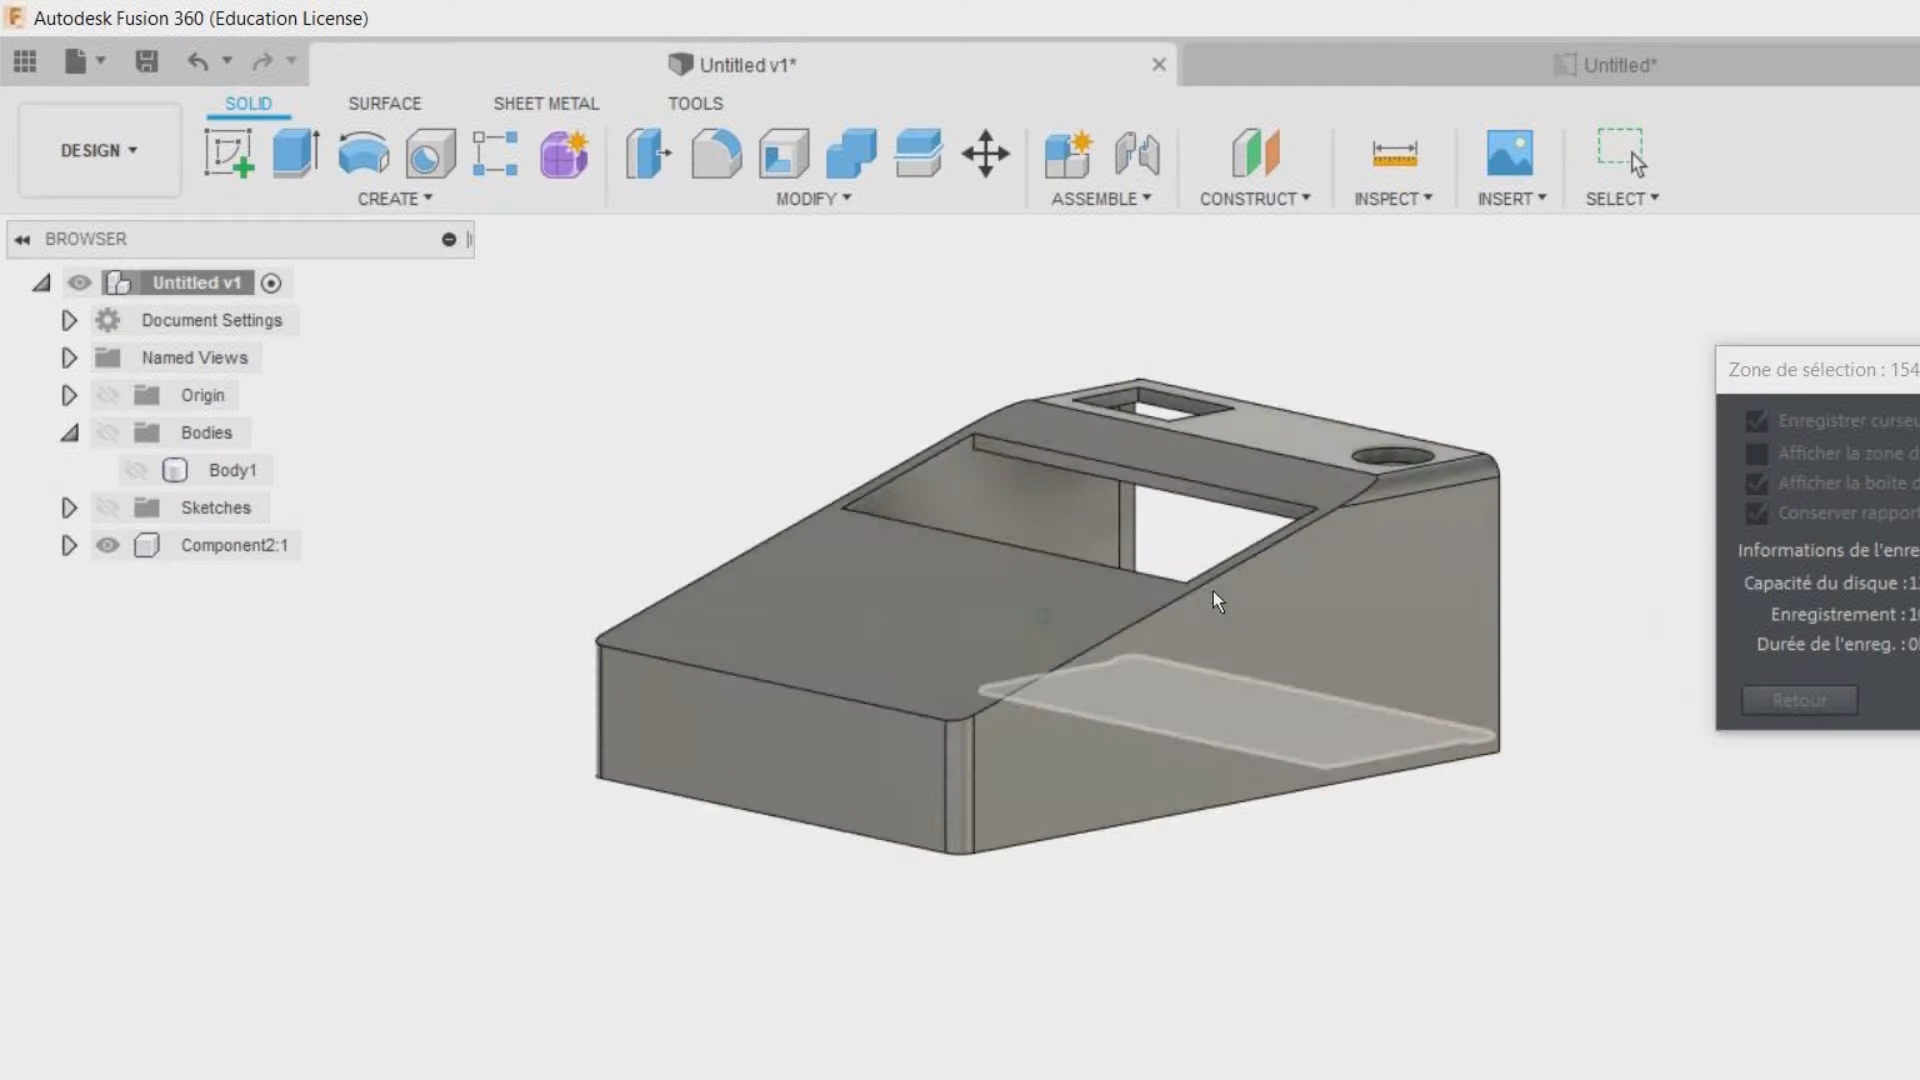 Autodesk Fusion 360 (Education License)
Untitled v1*
Untitled*
SOLID SURFACE SHEET METAL TOOLS
DESIGN
CREATE MODIFY ASSEMBLE CONSTRUCT INSPECT INSERT SELECT
BROWSER
Untitled v1
Document Settings
Named Views
Origin
Bodies
Body1
Sketches
Component2:1
Zone de sélection : 154
Enregistrer curseu
Afficher la zone d
Afficher la boîte d
Conserver rapport
Informations de l'enre
Capacité du disque :1
Enregistrement : 1
Durée de l'enreg. : 0
Retour